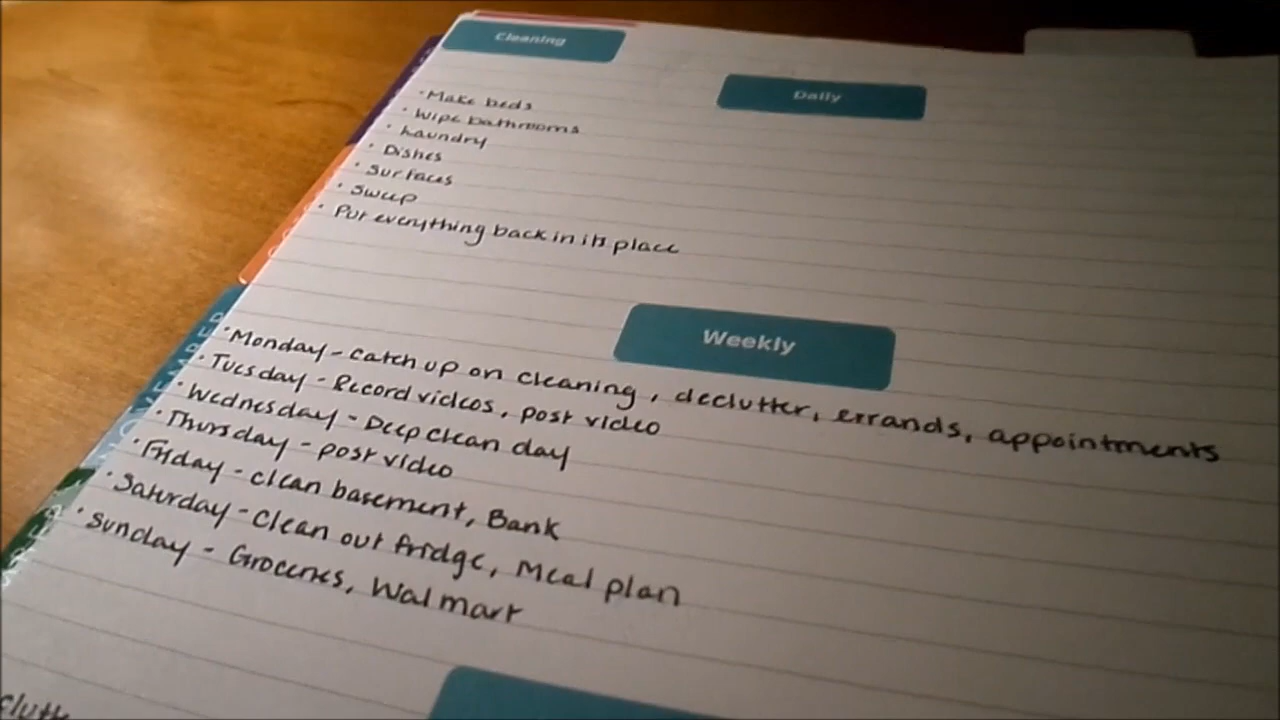 Cleaning
Daily
· Make beds
· Wipe bathrooms
· Laundry
· Dishes
· Surfaces
· Sweep
· Put everything back in its place
Weekly
· Monday - catch up on cleaning, declutter, errands, appointments
· Tuesday - Record videos, post video
· Wednesday - Deep clean day
· Thursday - post video
· Friday - clean basement, Bank
· Saturday - Clean out fridge, Meal plan
· Sunday - Groceries, Walmart
NOVEMBER